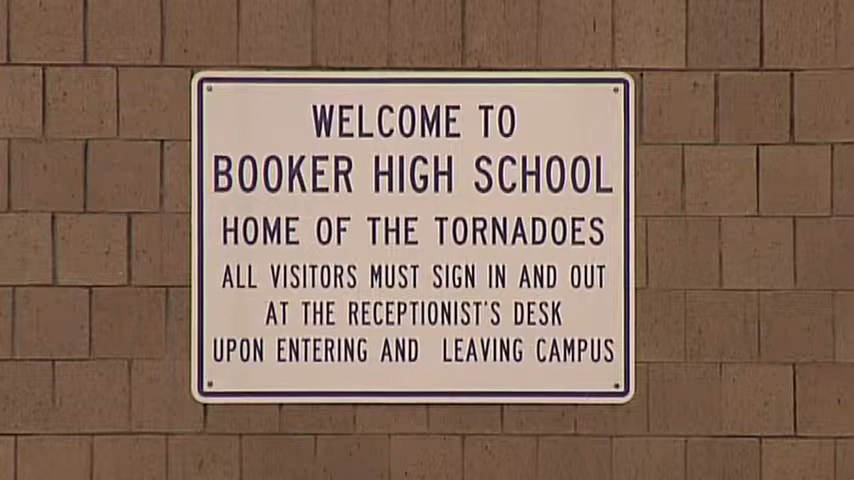 WELCOME TO
BOOKER HIGH SCHOOL
HOME OF THE TORNADOES
ALL VISITORS MUST SIGN IN AND OUT
AT THE RECEPTIONIST'S DESK
UPON ENTERING AND LEAVING CAMPUS